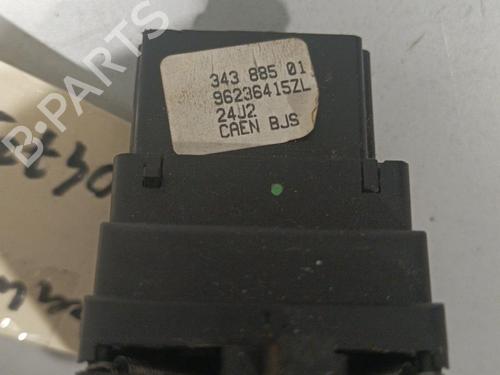 343 885 01
96236415ZL
24J2
CAEN BJS
B-PARTS